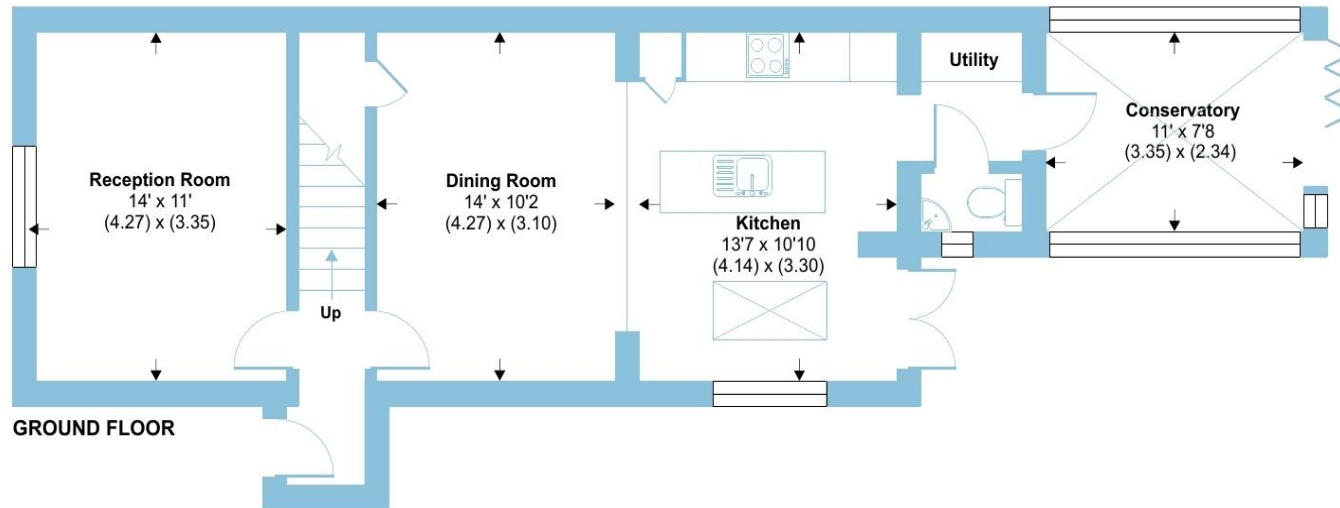 Utility
Conservatory
11' x 7'8
(3.35) x (2.34)
Reception Room
14' x 11'
(4.27) x (3.35)
Dining Room
14' x 10'2
(4.27) x (3.10)
Kitchen
13'7 x 10'10
(4.14) x (3.30)
Up
GROUND FLOOR